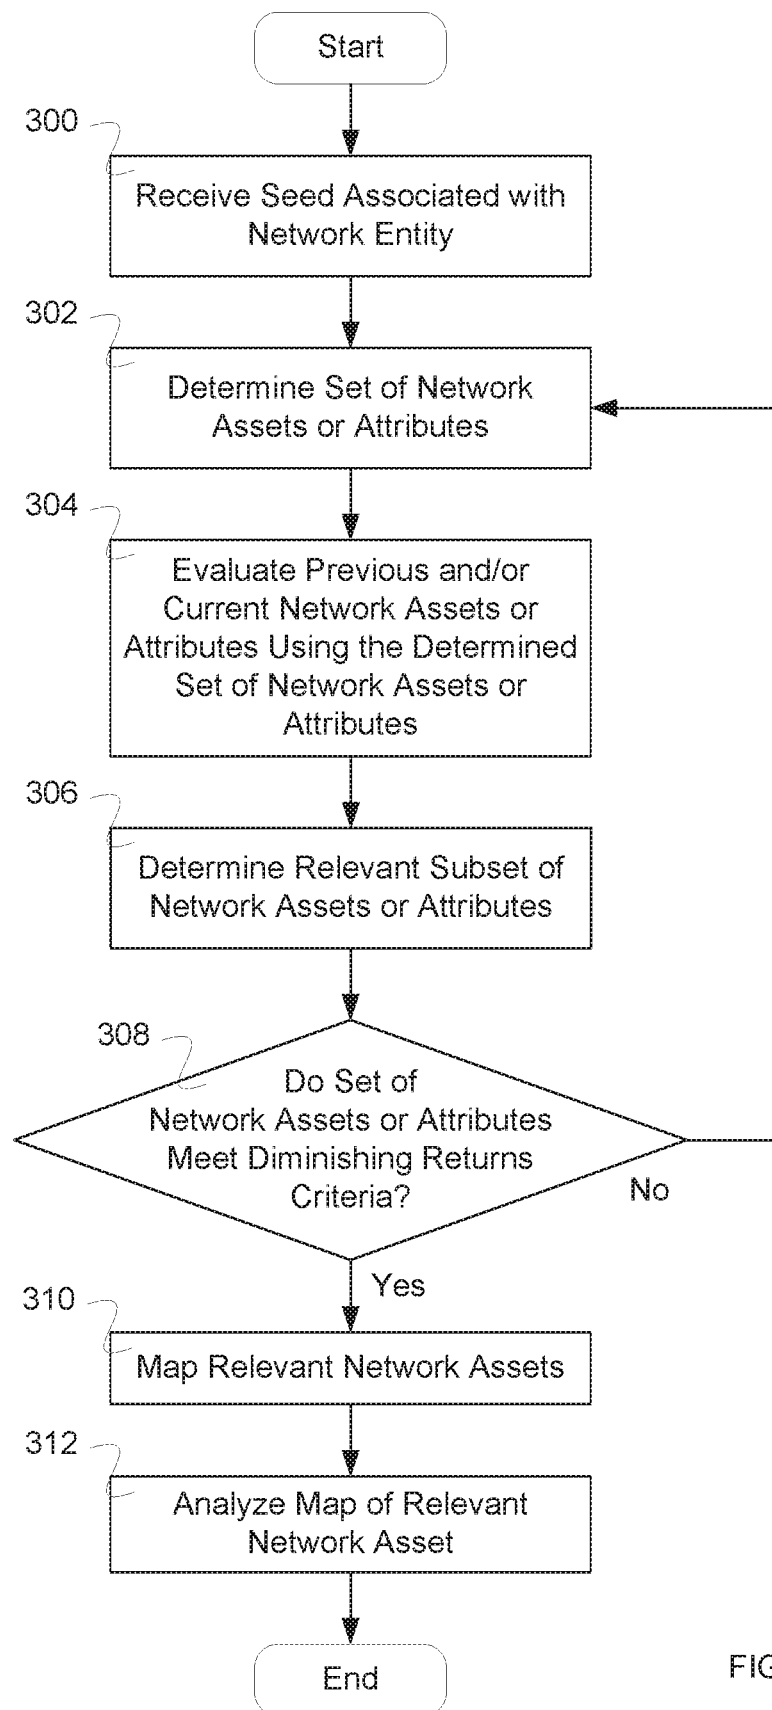 Start
300
Receive Seed Associated with
Network Entity
302
Determine Set of Network
Assets or Attributes
304
Evaluate Previous and/or
Current Network Assets or
Attributes Using the Determined
Set of Network Assets or
Attributes
306
Determine Relevant Subset of
Network Assets or Attributes
308
Do Set of
Network Assets or Attributes
Meet Diminishing Returns
Criteria?
No
Yes
310
Map Relevant Network Assets
312
Analyze Map of Relevant
Network Asset
End